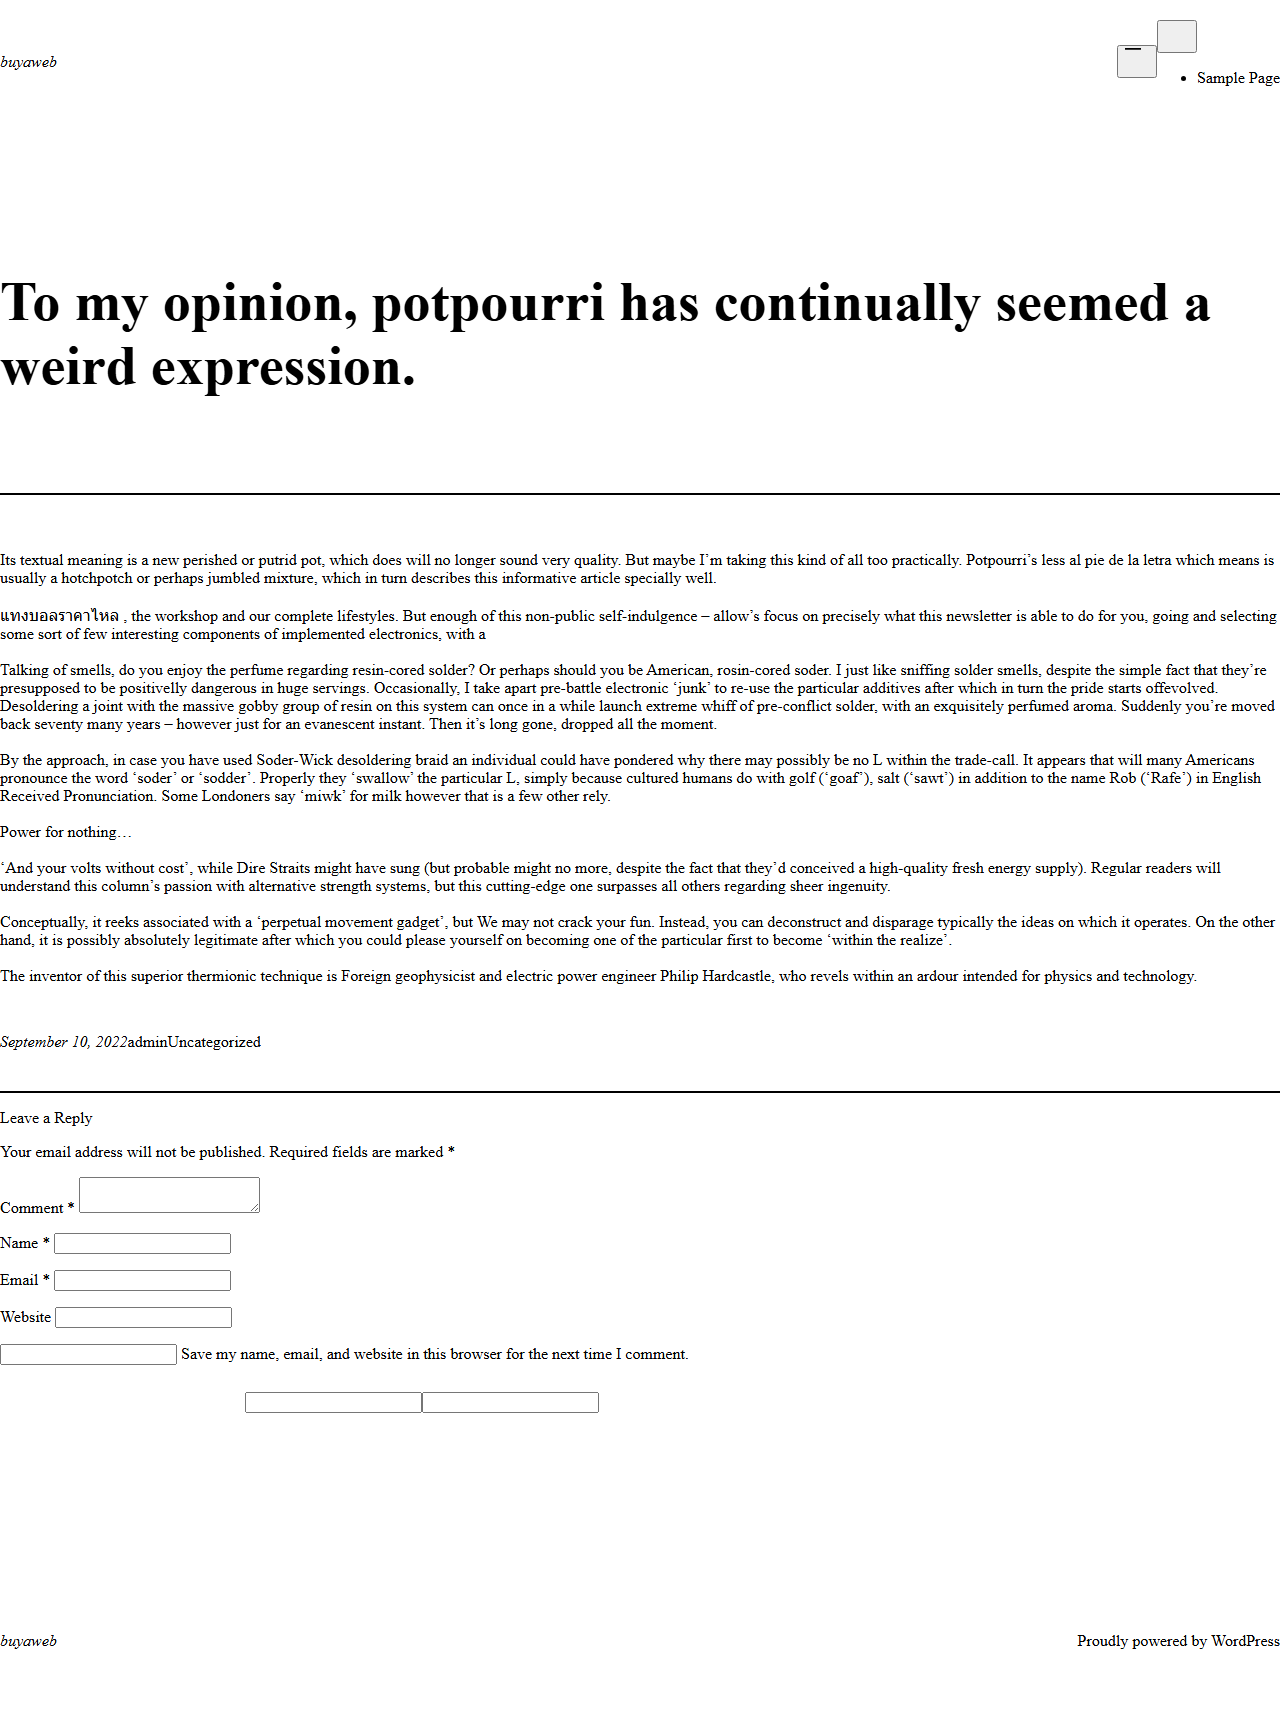 buyaweb
Sample Page
To my opinion, potpourri has continually seemed a
weird expression.
Its textual meaning is a new perished or putrid pot, which does will no longer sound very quality. But maybe I’m taking this kind of all too practically. Potpourri’s less al pie de la letra which means is
usually a hotchpotch or perhaps jumbled mixture, which in turn describes this informative article specially well.
แทงบอลราคาไหล , the workshop and our complete lifestyles. But enough of this non-public self-indulgence – allow’s focus on precisely what this newsletter is able to do for you, going and selecting
some sort of few interesting components of implemented electronics, with a
Talking of smells, do you enjoy the perfume regarding resin-cored solder? Or perhaps should you be American, rosin-cored soder. I just like sniffing solder smells, despite the simple fact that they’re
presupposed to be positivelly dangerous in huge servings. Occasionally, I take apart pre-battle electronic ‘junk’ to re-use the particular additives after which in turn the pride starts offevolved.
Desoldering a joint with the massive gobby group of resin on this system can once in a while launch extreme whiff of pre-conflict solder, with an exquisitely perfumed aroma. Suddenly you’re moved
back seventy many years – however just for an evanescent instant. Then it’s long gone, dropped all the moment.
By the approach, in case you have used Soder-Wick desoldering braid an individual could have pondered why there may possibly be no L within the trade-call. It appears that will many Americans
pronounce the word ‘soder’ or ‘sodder’. Properly they ‘swallow’ the particular L, simply because cultured humans do with golf (‘goaf’), salt (‘sawt’) in addition to the name Rob (‘Rafe’) in English
Received Pronunciation. Some Londoners say ‘miwk’ for milk however that is a few other rely.
Power for nothing…
‘And your volts without cost’, while Dire Straits might have sung (but probable might no more, despite the fact that they’d conceived a high-quality fresh energy supply). Regular readers will
understand this column’s passion with alternative strength systems, but this cutting-edge one surpasses all others regarding sheer ingenuity.
Conceptually, it reeks associated with a ‘perpetual movement gadget’, but We may not crack your fun. Instead, you can deconstruct and disparage typically the ideas on which it operates. On the other
hand, it is possibly absolutely legitimate after which you could please yourself on becoming one of the particular first to become ‘within the realize’.
The inventor of this superior thermionic technique is Foreign geophysicist and electric power engineer Philip Hardcastle, who revels within an ardour intended for physics and technology.
September 10, 2022adminUncategorized
Leave a Reply
Your email address will not be published. Required fields are marked *
Comment *
Name *
Email *
Website
Save my name, email, and website in this browser for the next time I comment.
buyaweb
Proudly powered by WordPress